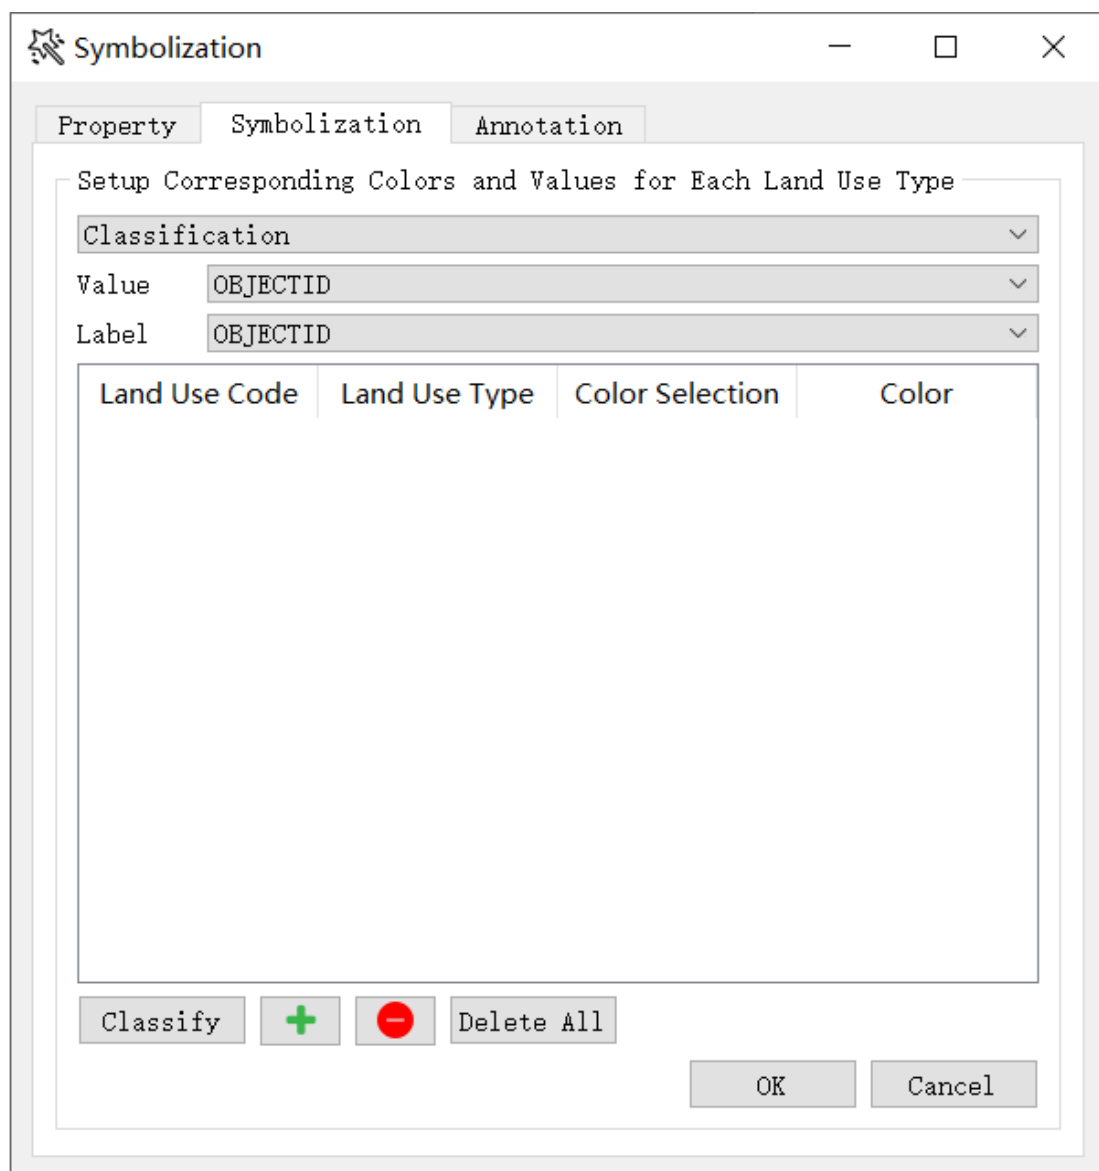 Symbolization
Property Symbolization Annotation
Setup Corresponding Colors and Values for Each Land Use Type
Classification
Value OBJECTID
Label OBJECTID
Land Use Code Land Use Type Color Selection Color
Classify Delete All
OK Cancel